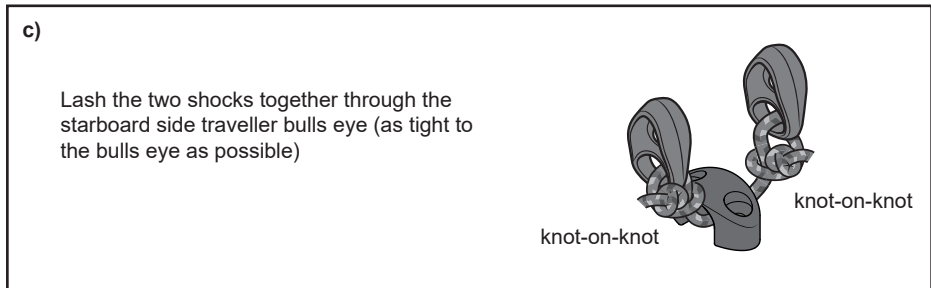 c)
Lash the two shocks together through the
starboard side traveller bulls eye (as tight to
the bulls eye as possible)
knot-on-knot
knot-on-knot